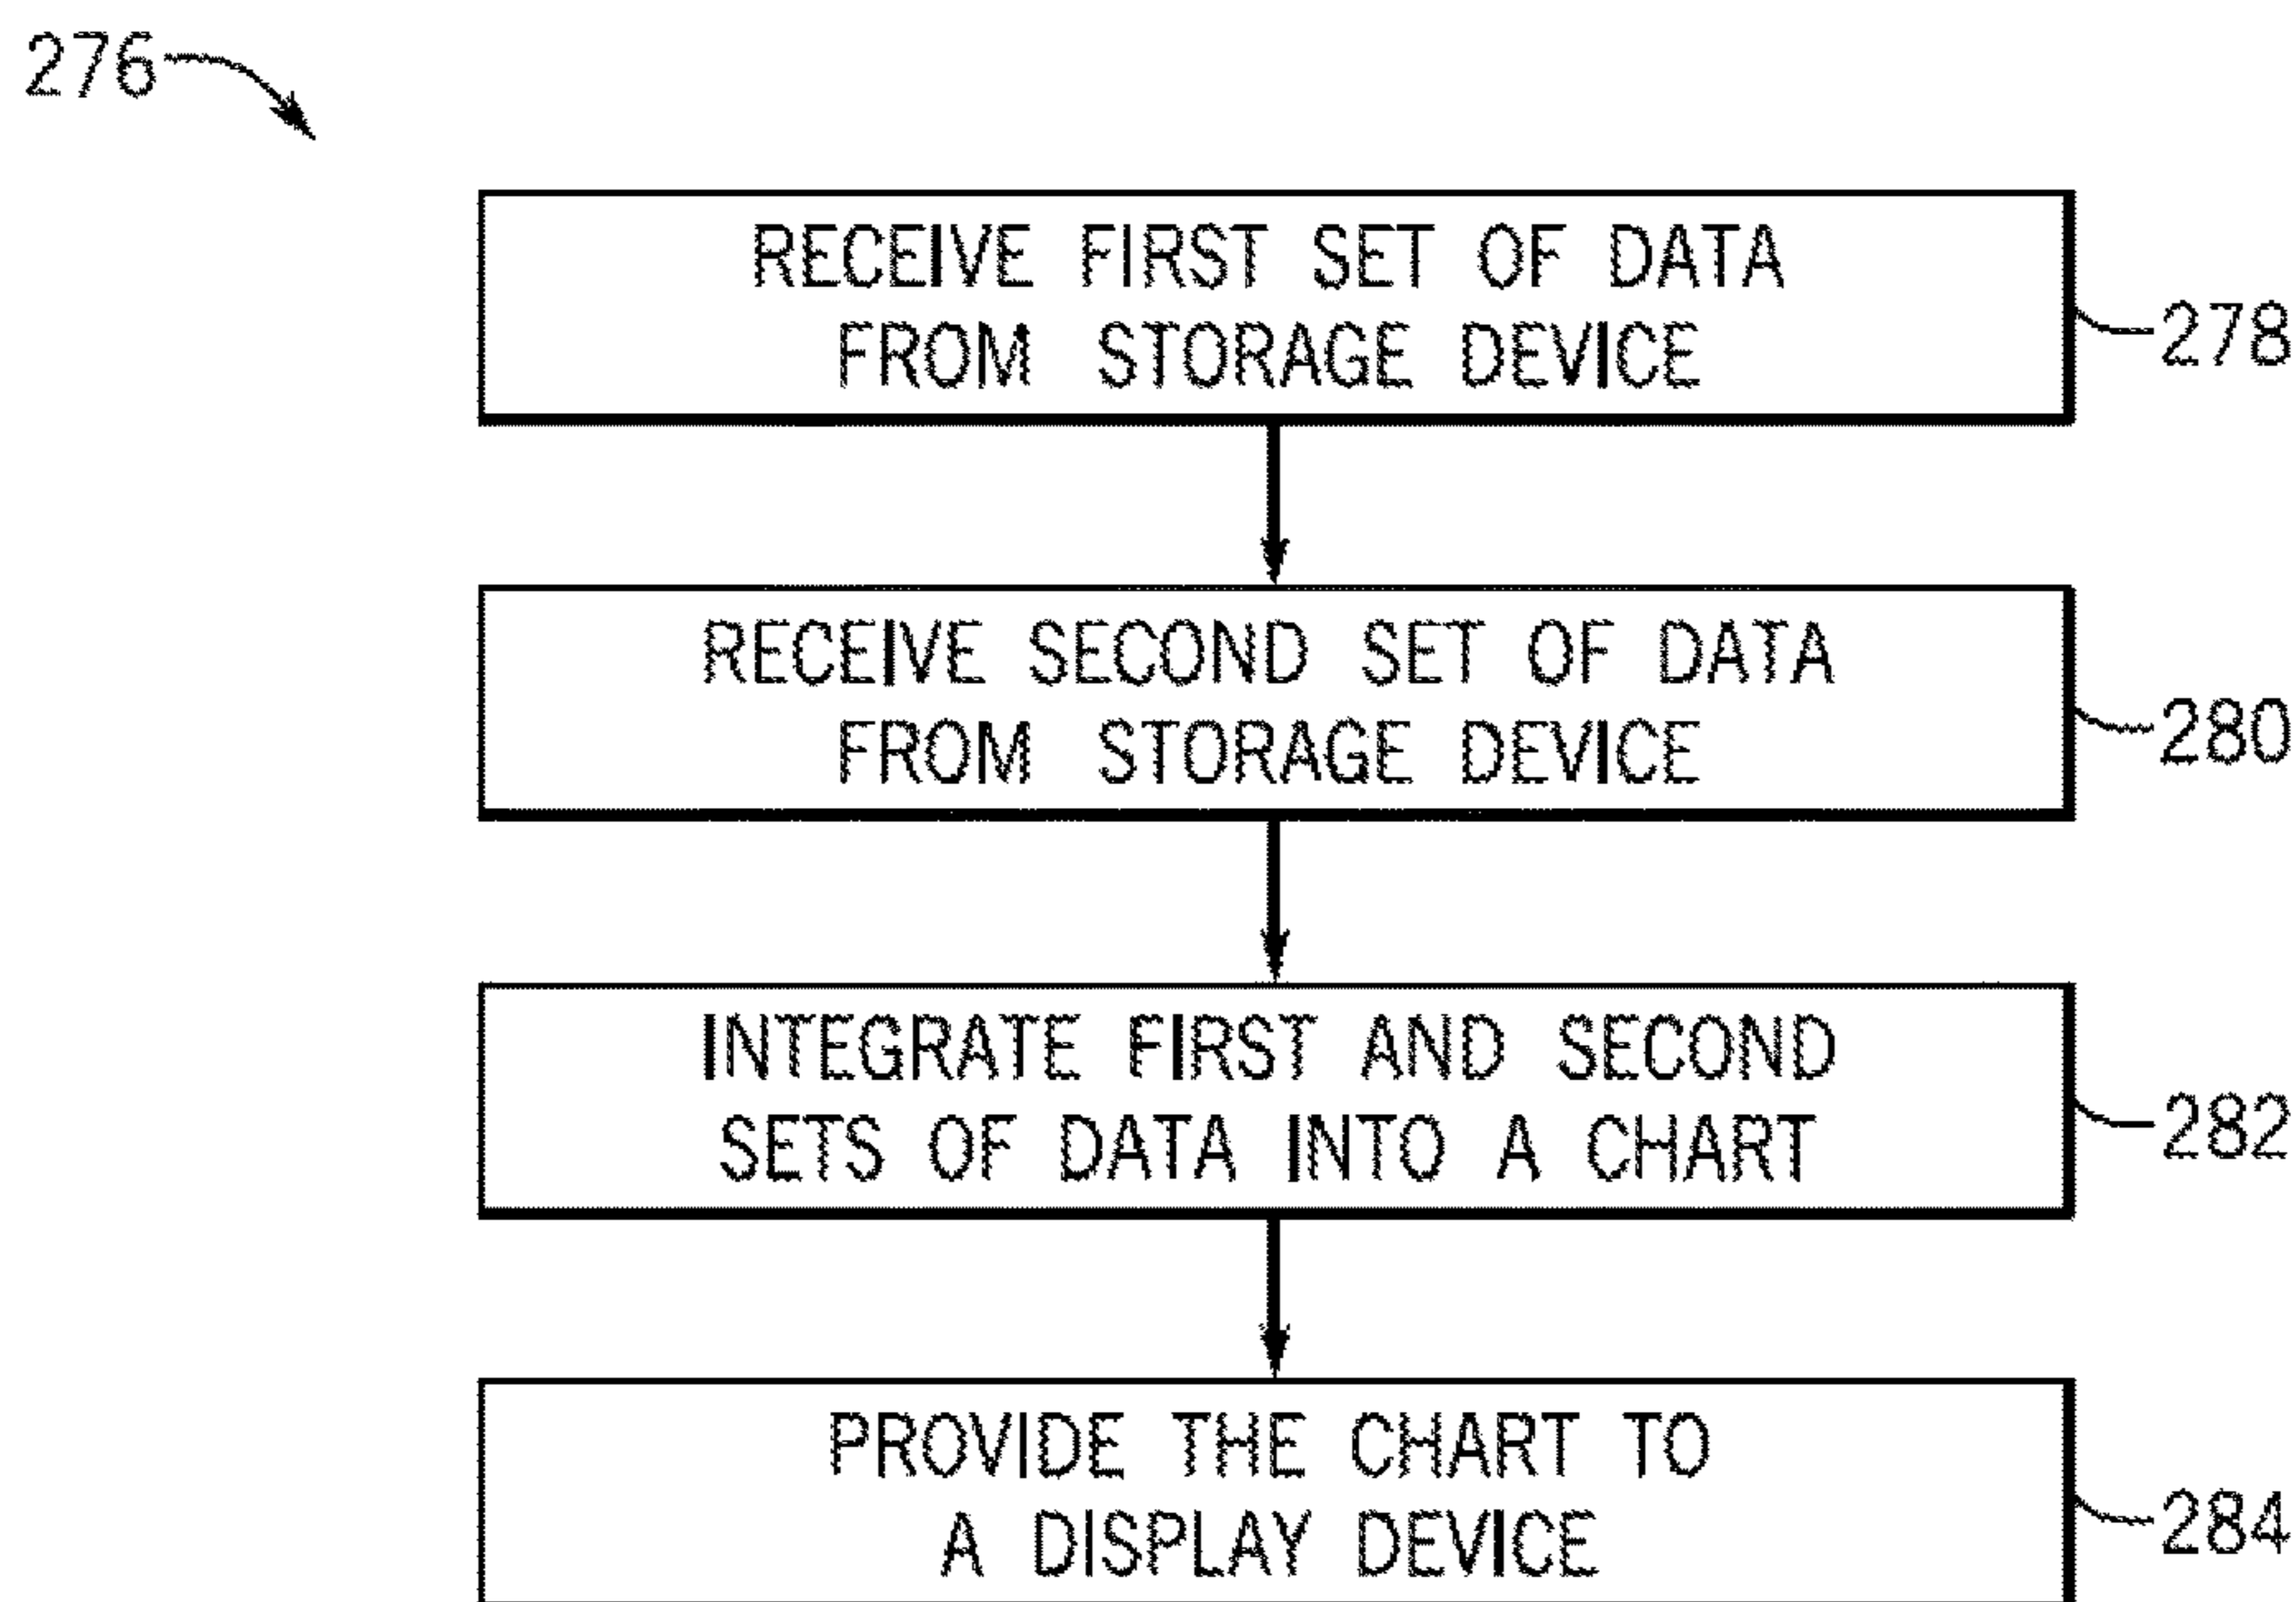 276
RECEIVE FIRST SET OF DATA
FROM STORAGE DEVICE
278
RECEIVE SECOND SET OF DATA
FROM STORAGE DEVICE
280
INTEGRATE FIRST AND SECOND
SETS OF DATA INTO A CHART
282
PROVIDE THE CHART TO
A DISPLAY DEVICE
284